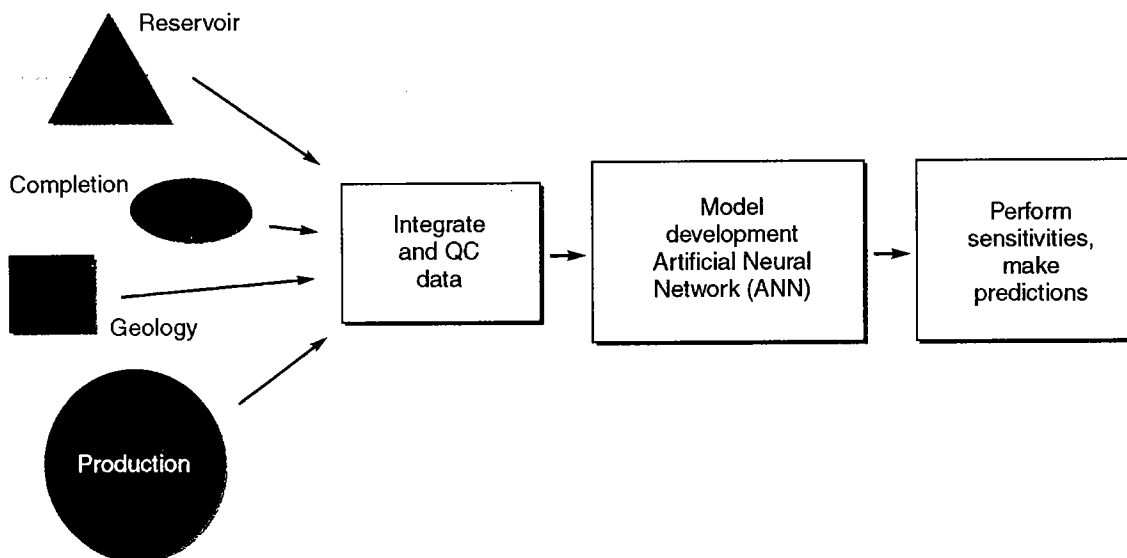 Reservoir
Completion
Geology
Production
Integrate
and QC
data
Model
development
Artificial Neural
Network (ANN)
Perform
sensitivities,
make
predictions